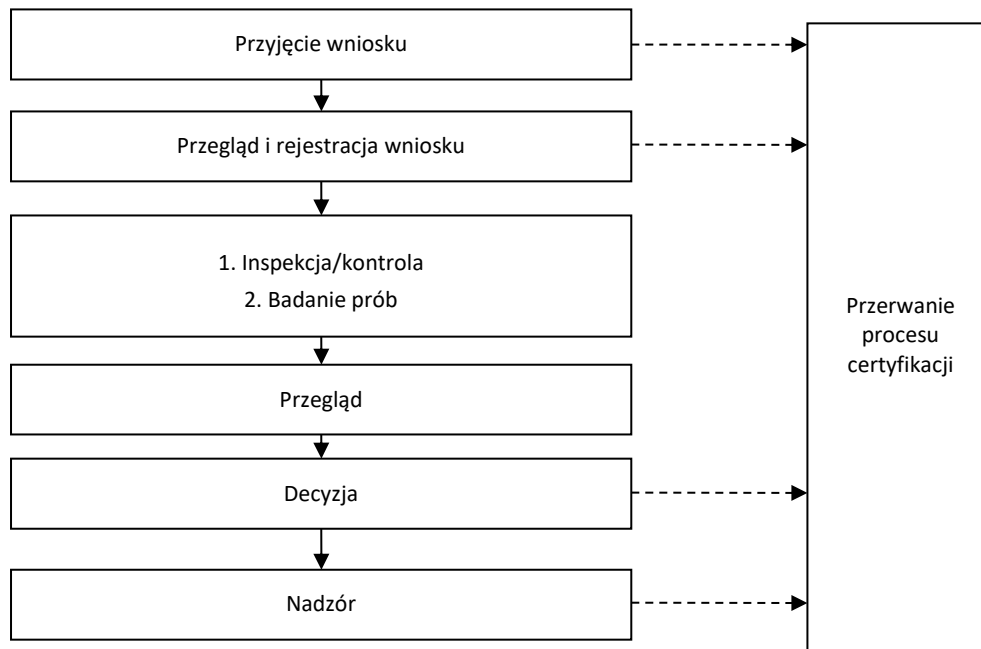 Przyjęcie wniosku
Przegląd i rejestracja wniosku
1. Inspekcja/kontrola
2. Badanie prób
Przegląd
Decyzja
Nadzór
Przerwanie
procesu
certyfikacji